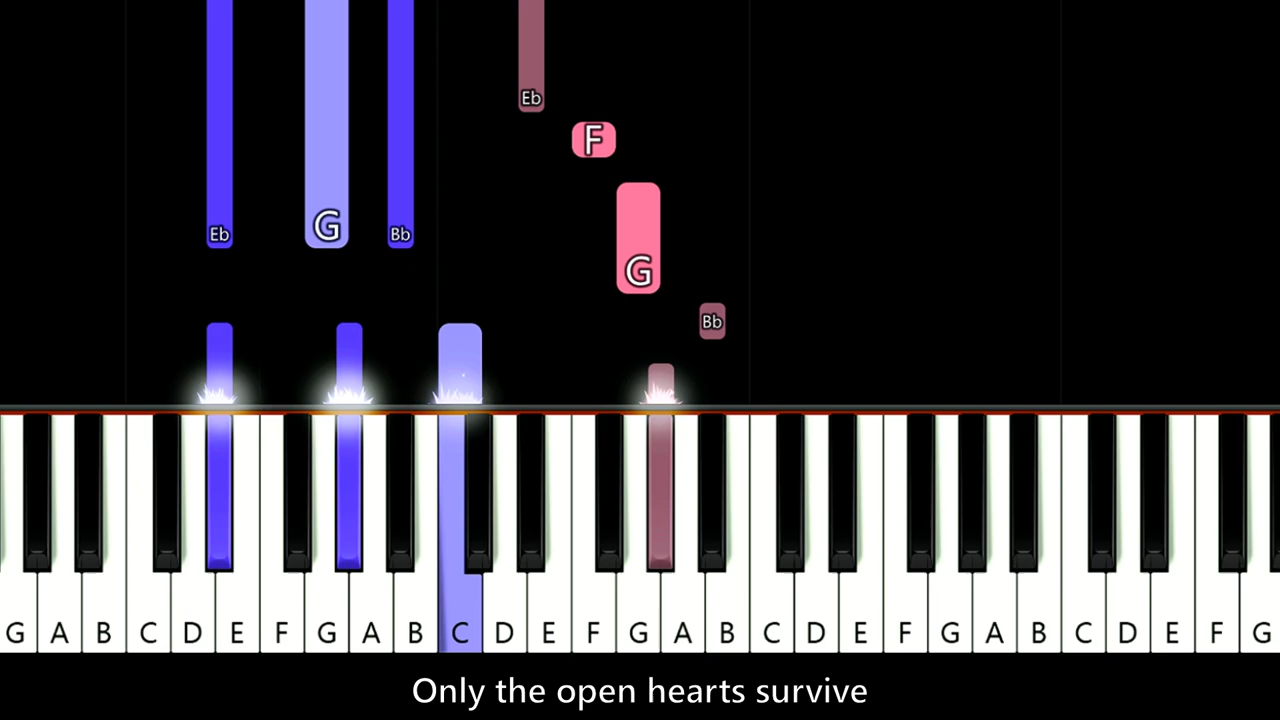 Eb
F
Eb G Bb
G
Bb
G A B C D E F G A B C D E F G A B C D E F G A B C D E F G
Only the open hearts survive